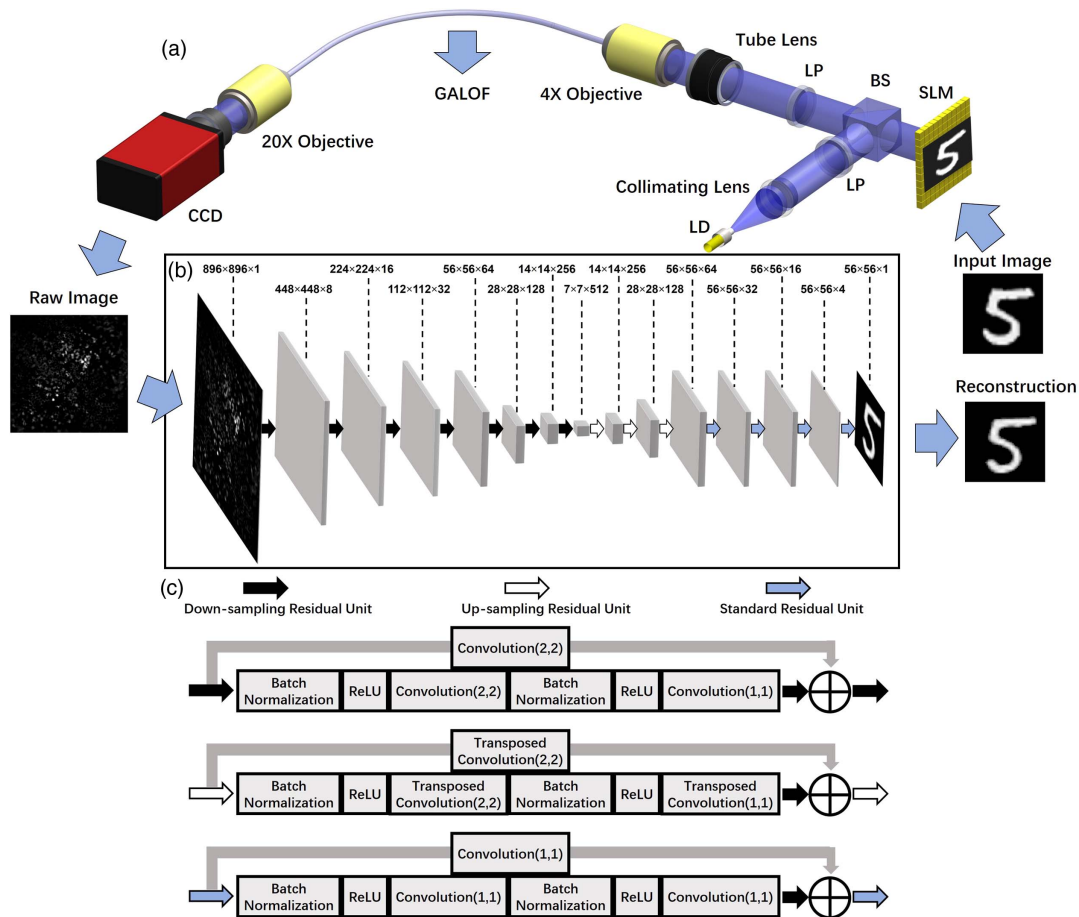 (a)
Tube Lens
LP
BS
SLM
GALOF
4X Objective
20X Objective
5
Collimating Lens
LP
CCD
LD
(b)
896×896×1
224×224×16
56×56×64
14×14×256
14×14×256
56×56×64
56×56×16
56×56×1
448×448×8
112×112×32
28×28×128
7×7×512
28×28×128
56×56×32
56×56×4
Raw Image
Input Image
5
Reconstruction
5
5
(c)
Down-sampling Residual Unit
Up-sampling Residual Unit
Standard Residual Unit
Convolution(2,2)
Batch Normalization
ReLU
Convolution(2,2)
Batch Normalization
ReLU
Convolution(1,1)
Transposed Convolution(2,2)
Batch Normalization
ReLU
Transposed Convolution(2,2)
Batch Normalization
ReLU
Transposed Convolution(1,1)
Convolution(1,1)
Batch Normalization
ReLU
Convolution(1,1)
Batch Normalization
ReLU
Convolution(1,1)